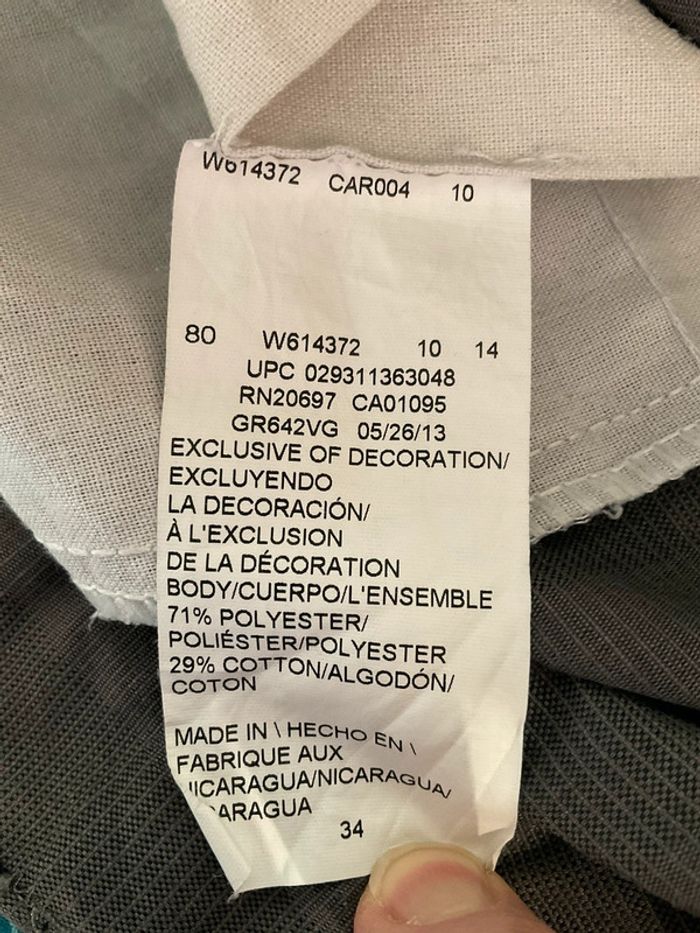 W614372 CAR004 10
80 W614372 10 14
UPC 029311363048
RN20697 CA01095
GR642VG 05/26/13
EXCLUSIVE OF DECORATION/
EXCLUYENDO
LA DECORACIÓN/
À L'EXCLUSION
DE LA DÉCORATION
BODY/CUERPO/L'ENSEMBLE
71% POLYESTER/
POLIÉSTER/POLYESTER
29% COTTON/ALGODÓN/
COTON
MADE IN \ HECHO EN \
FABRIQUE AUX
NICARAGUA/NICARAGUA/
ARAGUA
34